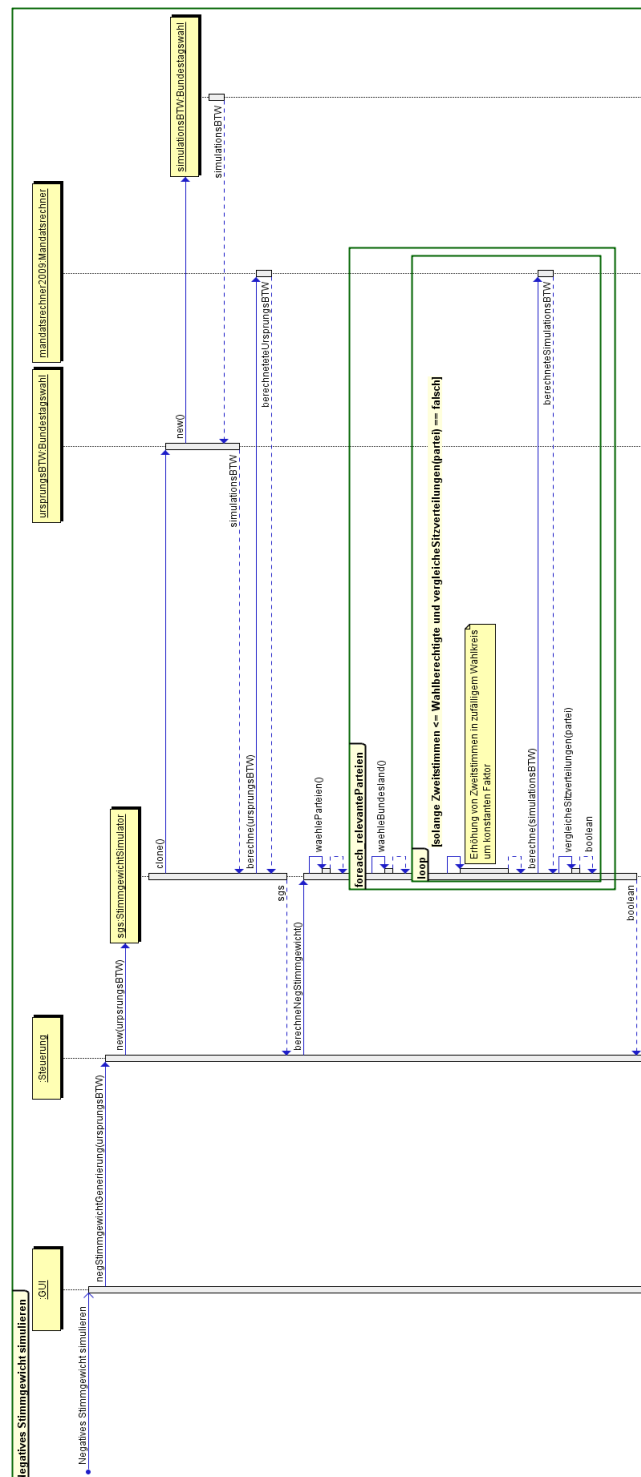 Negatives Stimmgewicht simulieren
:GUI
:Steuerung
sgs:StimmgewichtSimulator
ursprungsBTW:Bundestagswahl
mandatsrechner2009:Mandatsrechner
simulationsBTW:Bundestagswahl
Negatives Stimmgewicht simulieren
negStimmgewichtGenerierung(ursprungsBTW)
new(urpsrungsBTW)
clone()
new()
simulationsBTW
simulationsBTW
berechne(ursprungsBTW)
berechneteUrsprungsBTW
sgs
berechneNegStimmgewicht()
waehleParteien()
foreach relevanteParteien
waehleBundesland()
loop
[solange Zweitstimmen <= Wahlberechtigte und vergleicheSitzverteilungen(partei) == falsch]
Erhöhung von Zweitstimmen in zufälligem Wahlkreis
um konstanten Faktor
berechne(simulationsBTW)
berechneteSimulationsBTW
vergleicheSitzverteilungen(partei)
boolean
boolean